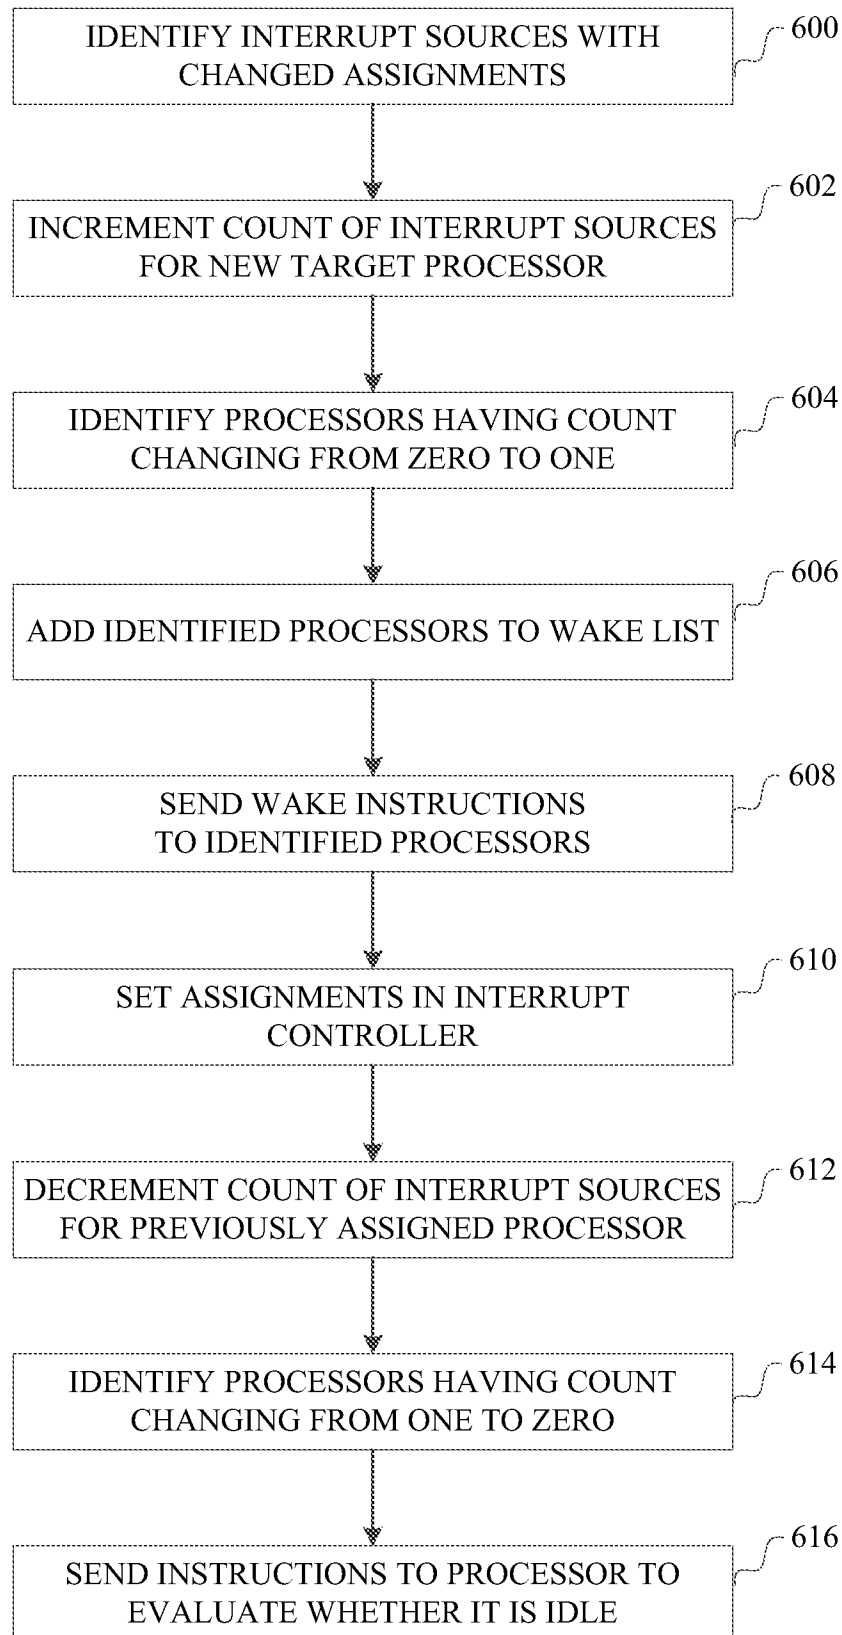 IDENTIFY INTERRUPT SOURCES WITH
CHANGED ASSIGNMENTS
600
INCREMENT COUNT OF INTERRUPT SOURCES
FOR NEW TARGET PROCESSOR
602
IDENTIFY PROCESSORS HAVING COUNT
CHANGING FROM ZERO TO ONE
604
ADD IDENTIFIED PROCESSORS TO WAKE LIST
606
SEND WAKE INSTRUCTIONS
TO IDENTIFIED PROCESSORS
608
SET ASSIGNMENTS IN INTERRUPT
CONTROLLER
610
DECREMENT COUNT OF INTERRUPT SOURCES
FOR PREVIOUSLY ASSIGNED PROCESSOR
612
IDENTIFY PROCESSORS HAVING COUNT
CHANGING FROM ONE TO ZERO
614
SEND INSTRUCTIONS TO PROCESSOR TO
EVALUATE WHETHER IT IS IDLE
616